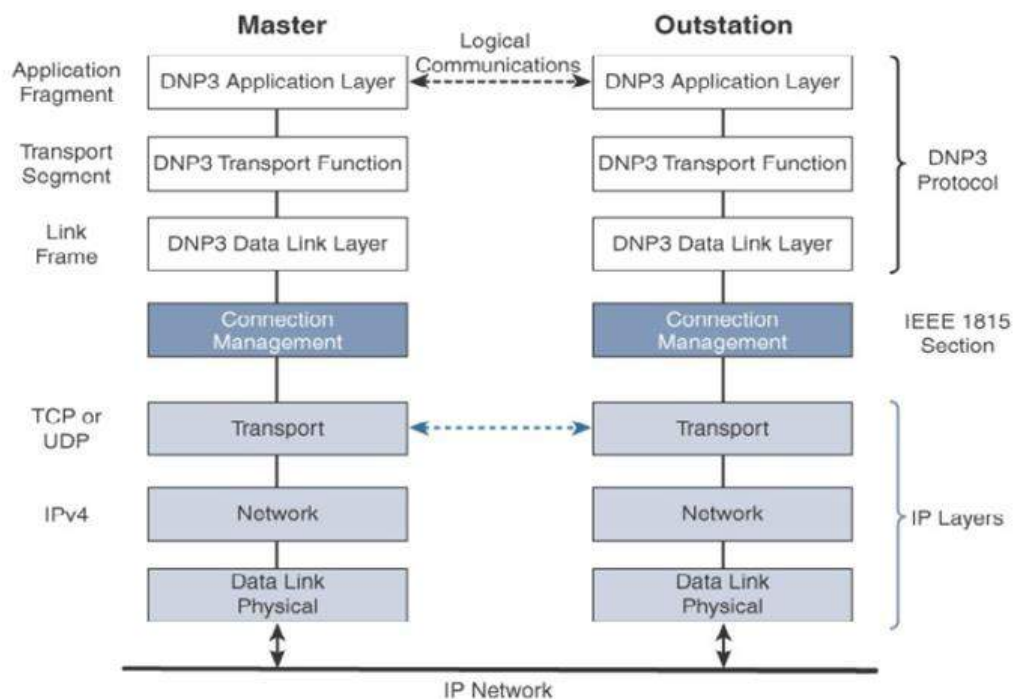 Master
Outstation
Logical
Communications
Application
Fragment
DNP3 Application Layer
DNP3 Application Layer
Transport
Segment
DNP3 Transport Function
DNP3 Transport Function
DNP3
Protocol
Link
Frame
DNP3 Data Link Layer
DNP3 Data Link Layer
Connection
Management
Connection
Management
IEEE 1815
Section
TCP or
UDP
Transport
Transport
IPv4
Network
Network
IP Layers
Data Link
Physical
Data Link
Physical
IP Network